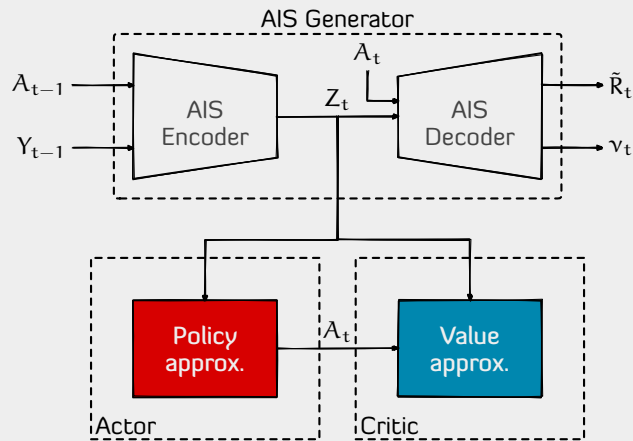 AIS Generator
A_{t−1}
Y_{t−1}
AIS
Encoder
Z_t
A_t
AIS
Decoder
R̃_t
ν_t
Policy
approx.
A_t
Value
approx.
Actor
Critic